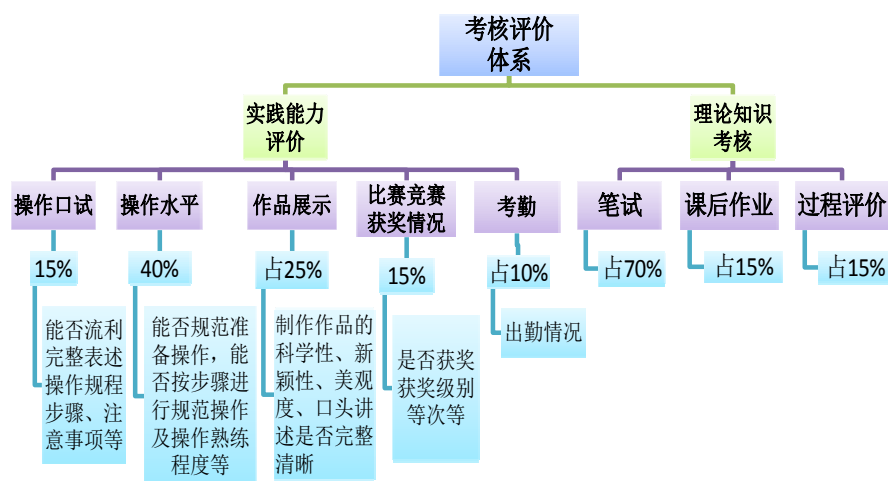 考核评价
体系
实践能力
评价
理论知识
考核
操作口试
操作水平
作品展示
比赛竞赛
获奖情况
考勤
笔试
课后作业
过程评价
15%
40%
占25%
15%
占10%
占70%
占15%
占15%
能否流利
完整表述
操作规程
步骤、注
意事项等
能否规范准
备操作，能
否按步骤进
行规范操作
及操作熟练
程度等
制作作品的
科学性、新
颖性、美观
度、口头讲
述是否完整
清晰
是否获奖
获奖级别
等次等
出勤情况